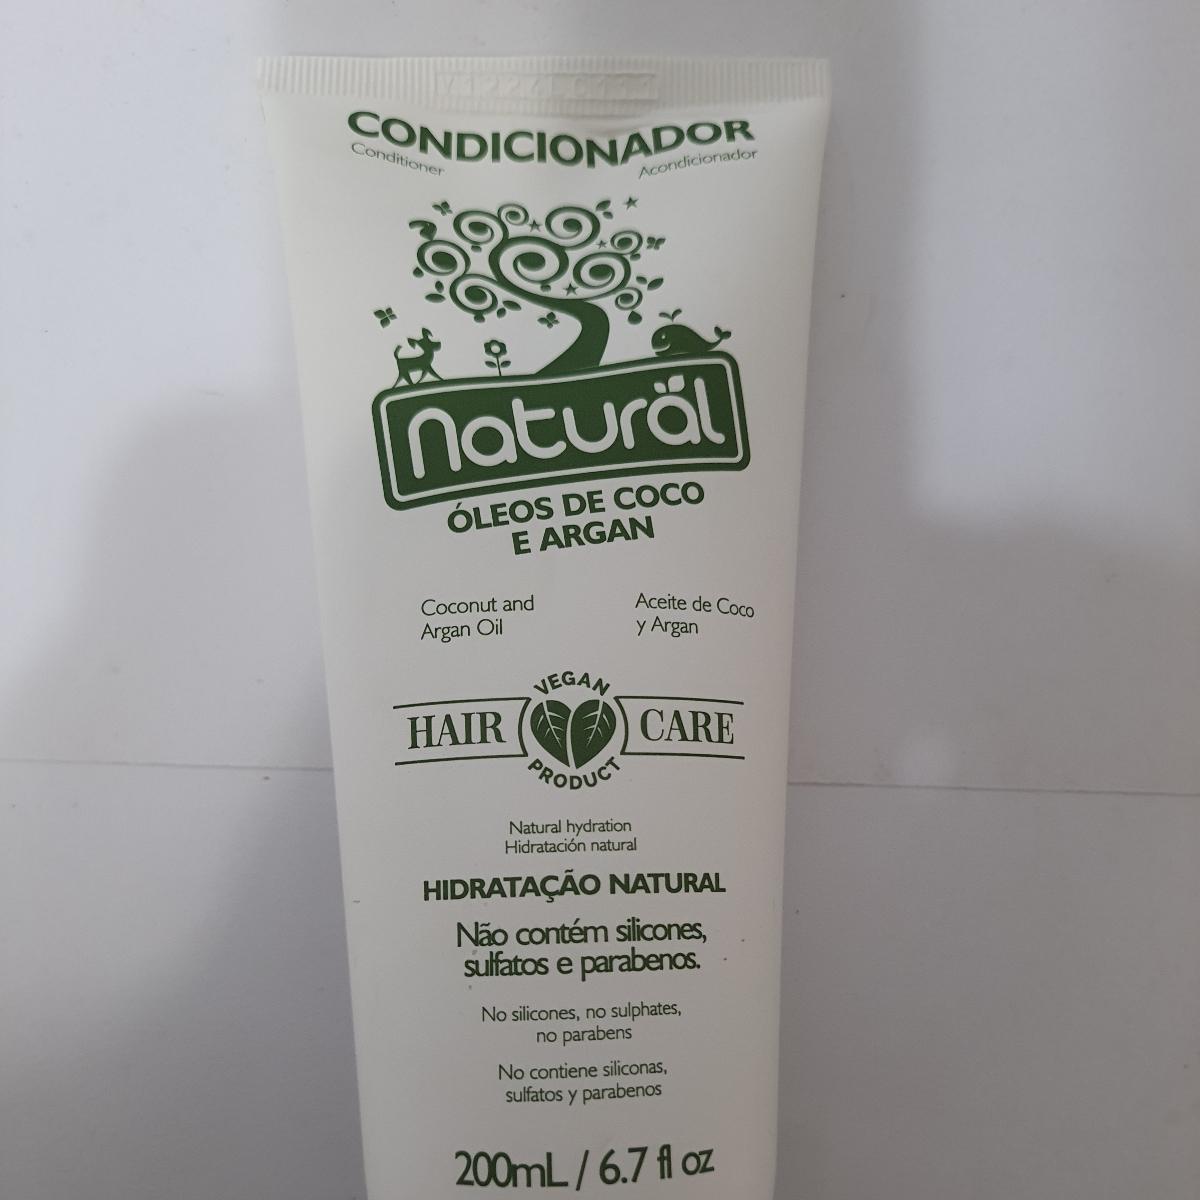 CONDICIONADOR
Conditioner
Acondicionador
natural
ÓLEOS DE COCO
E ARGAN
Coconut and
Argan Oil
Aceite de Coco
y Argan
VEGAN
HAIR CARE
PRODUCT
Natural hydration
Hidratación natural
HIDRATAÇÃO NATURAL
Não contém silicones,
sulfatos e parabenos.
No silicones, no sulphates,
no parabens
No contiene siliconas,
sulfatos y parabenos
200mL / 6.7 fl oz